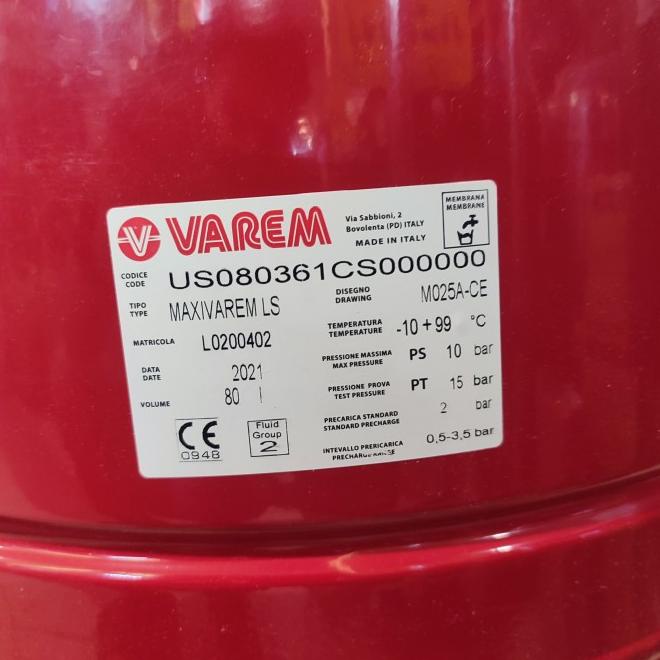 VAREM
Via Sabbioni, 2
Bovolenta (PD) ITALY
MADE IN ITALY
MEMBRANA
MEMBRANE
CODICE
CODE
US080361CS000000
TIPO
TYPE
MAXIVAREM LS
DISEGNO
DRAWING
M025A-CE
MATRICOLA
L0200402
TEMPERATURA
TEMPERATURE
-10 + 99 °C
DATA
DATE
2021
PRESSIONE MASSIMA
MAX PRESSURE
PS 10 bar
VOLUME
80 l
PRESSIONE PROVA
TEST PRESSURE
PT 15 bar
PRECARICA STANDARD
STANDARD PRECHARGE
2 bar
CE
0948
Fluid
Group
2
INTEVALLO PRERICARICA
PRECHARGE RANGE
0,5-3,5 bar